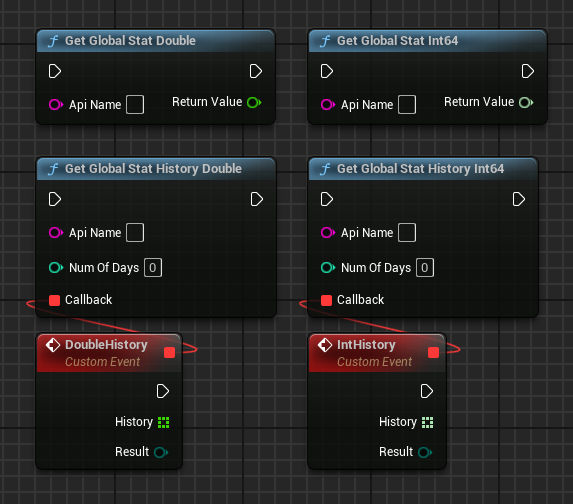 Get Global Stat Double
Api Name
Return Value
Get Global Stat Int64
Api Name
Return Value
Get Global Stat History Double
Api Name
Num Of Days 0
Callback
Get Global Stat History Int64
Api Name
Num Of Days 0
Callback
DoubleHistory
Custom Event
History
Result
IntHistory
Custom Event
History
Result